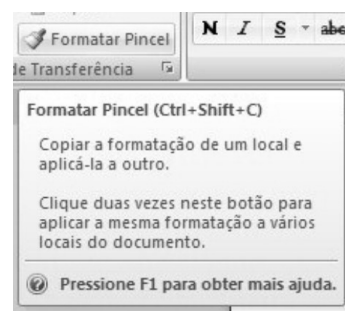 Formatar Pincel N I S abc
de Transferência
Formatar Pincel (Ctrl+Shift+C)
Copiar a formatação de um local e
aplicá-la a outro.
Clique duas vezes neste botão para
aplicar a mesma formatação a vários
locais do documento.
Pressione F1 para obter mais ajuda.